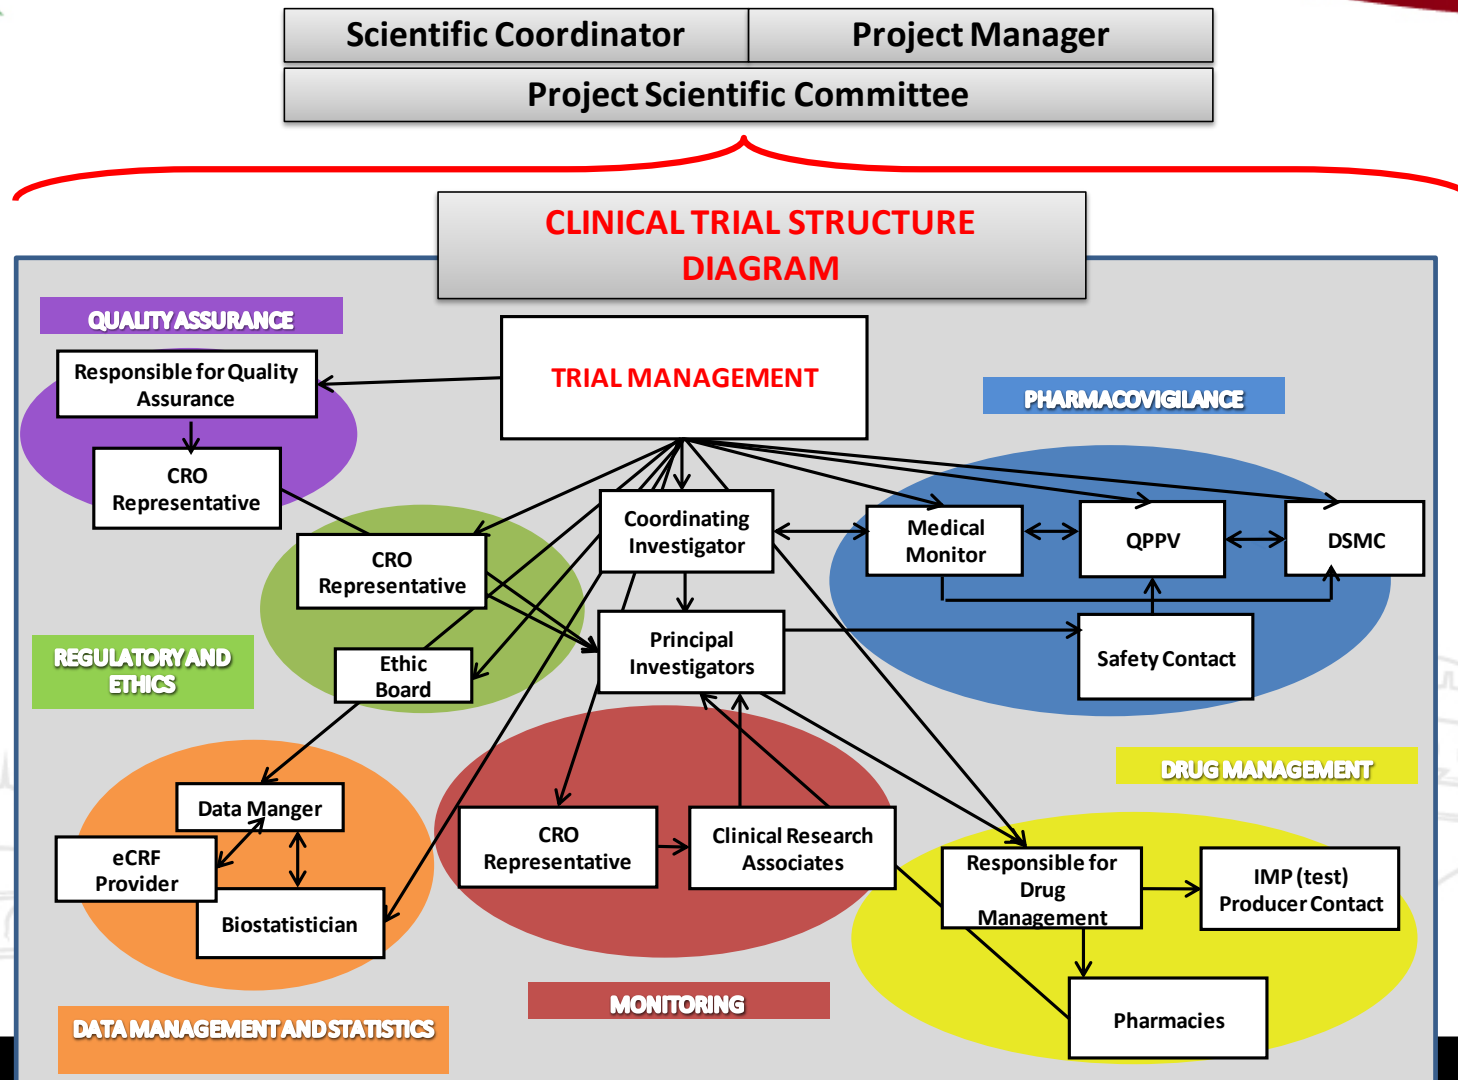 Scientific Coordinator
Project Manager
Project Scientific Committee
CLINICAL TRIAL STRUCTURE
DIAGRAM
QUALITY ASSURANCE
Responsible for Quality
Assurance
CRO
Representative
TRIAL MANAGEMENT
PHARMACOVIGILANCE
CRO
Representative
Ethic
Board
REGULATORY AND
ETHICS
Coordinating
Investigator
Principal
Investigators
Medical
Monitor
QPPV
DSMC
Safety Contact
Data Manger
eCRF
Provider
Biostatistician
DATA MANAGEMENT AND STATISTICS
CRO
Representative
Clinical Research
Associates
MONITORING
DRUG MANAGEMENT
Responsible for
Drug
Management
IMP (test)
Producer Contact
Pharmacies